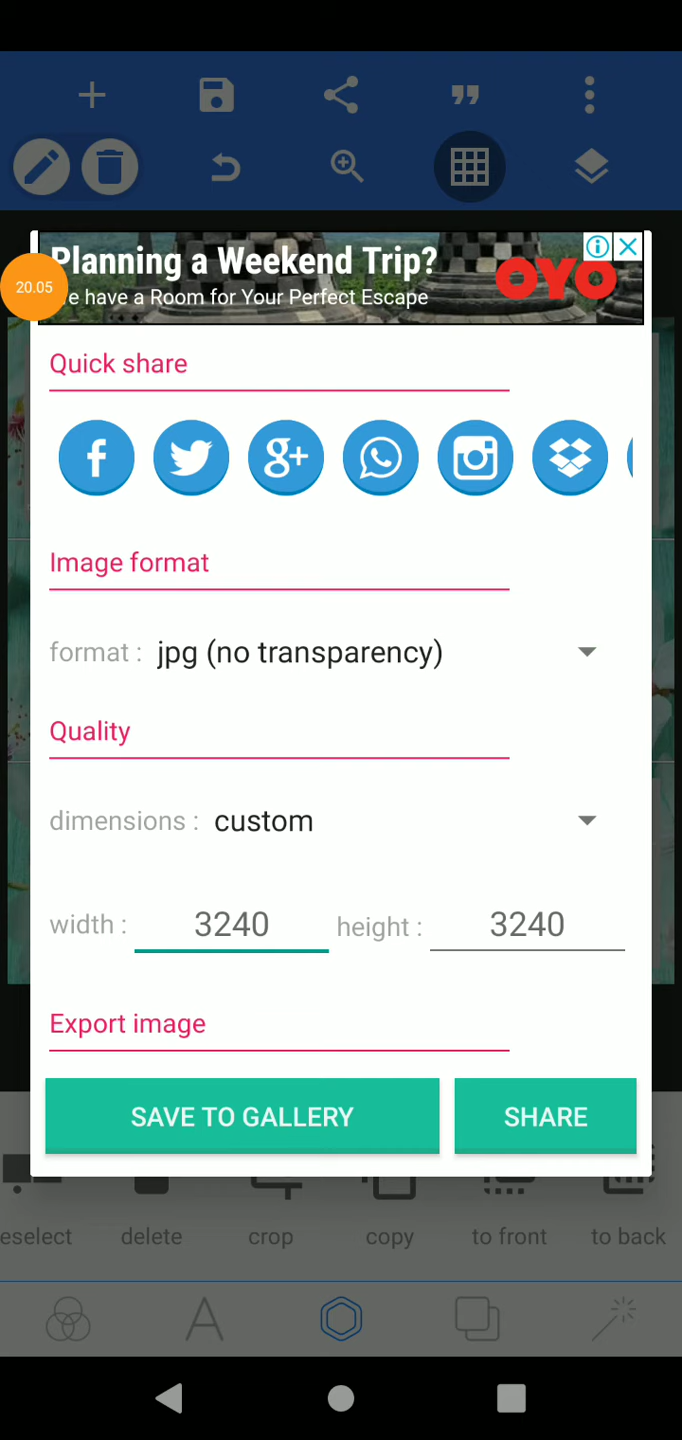 Planning a Weekend Trip?
e have a Room for Your Perfect Escape
OYO
20.05
Quick share
Image format
format : jpg (no transparency)
Quality
dimensions : custom
width : 3240 height : 3240
Export image
SAVE TO GALLERY SHARE
eselect delete crop copy to front to back